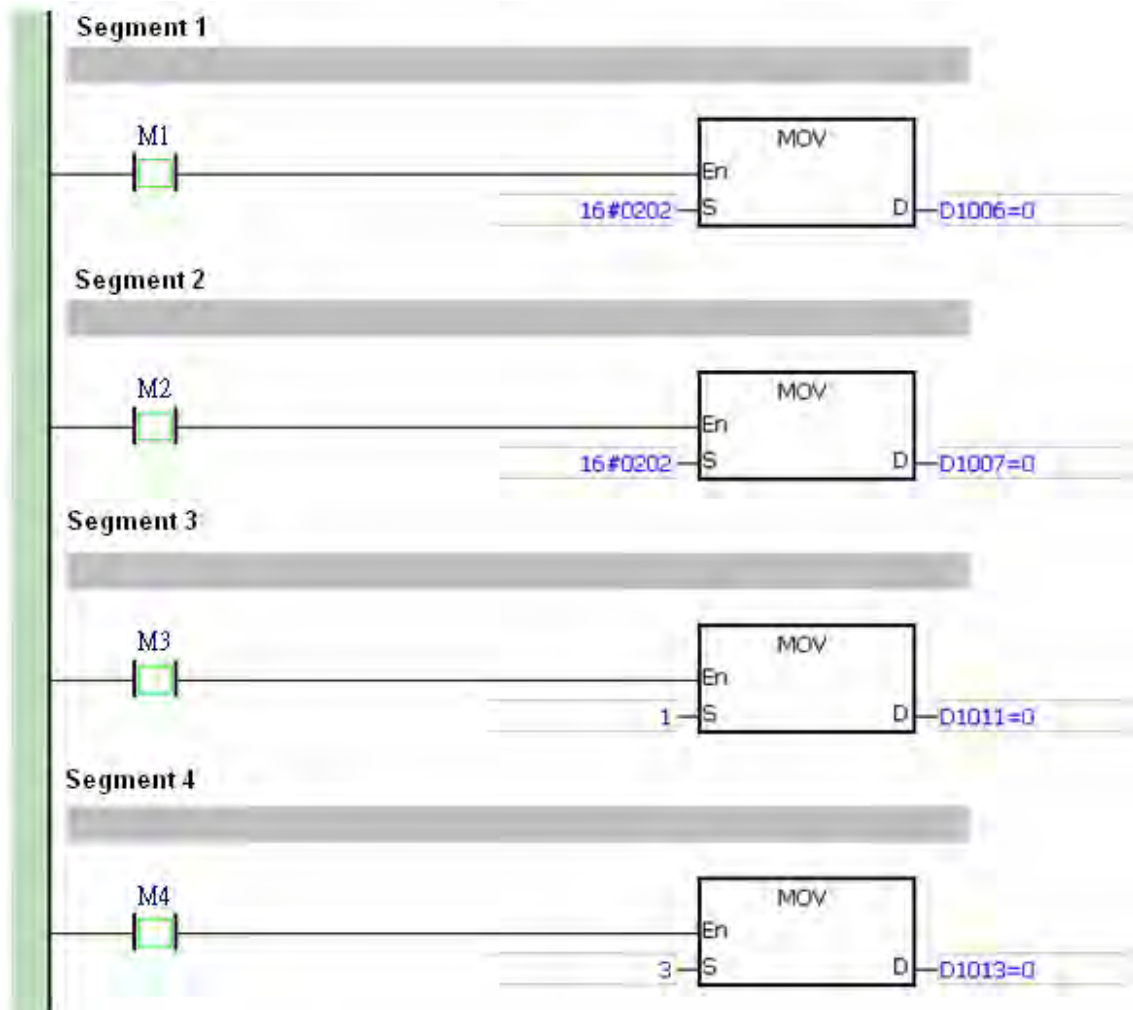 Segment 1
M1
MOV
En
16#0202 S D D1006=0
Segment 2
M2
MOV
En
16#0202 S D D1007=0
Segment 3
M3
MOV
En
1 S D D1011=0
Segment 4
M4
MOV
En
3 S D D1013=0